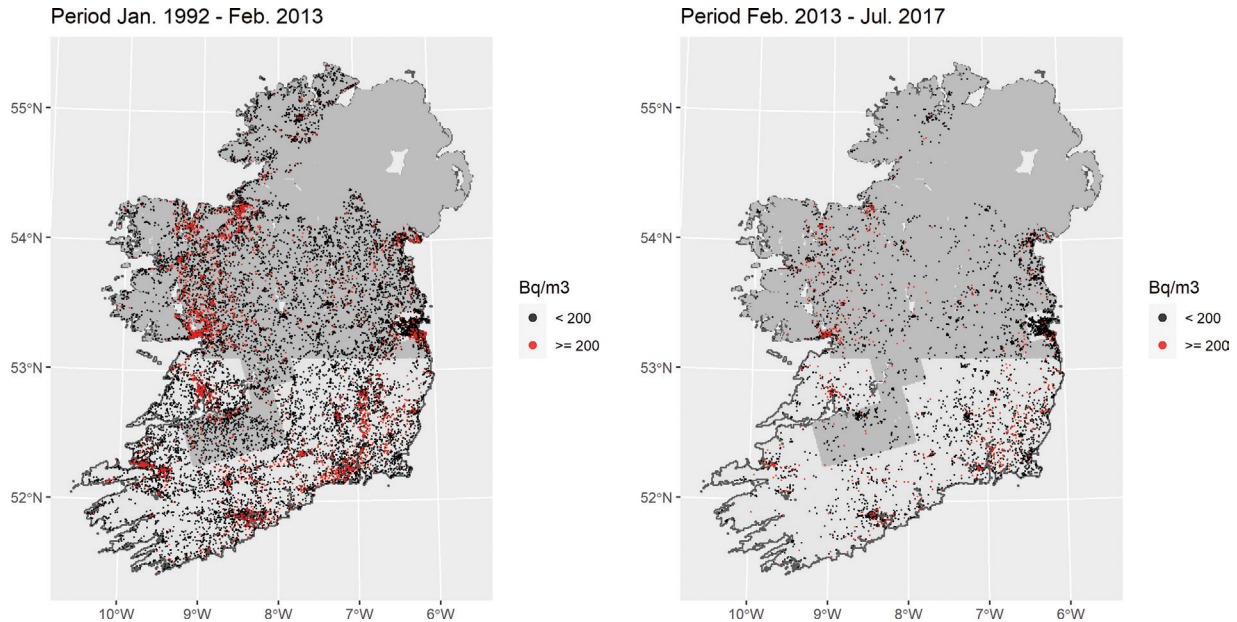 Period Jan. 1992 - Feb. 2013
55°N
54°N
53°N
52°N
10°W 9°W 8°W 7°W 6°W
Bq/m3
< 200
>= 200
Period Feb. 2013 - Jul. 2017
55°N
54°N
53°N
52°N
10°W 9°W 8°W 7°W 6°W
Bq/m3
< 200
>= 200